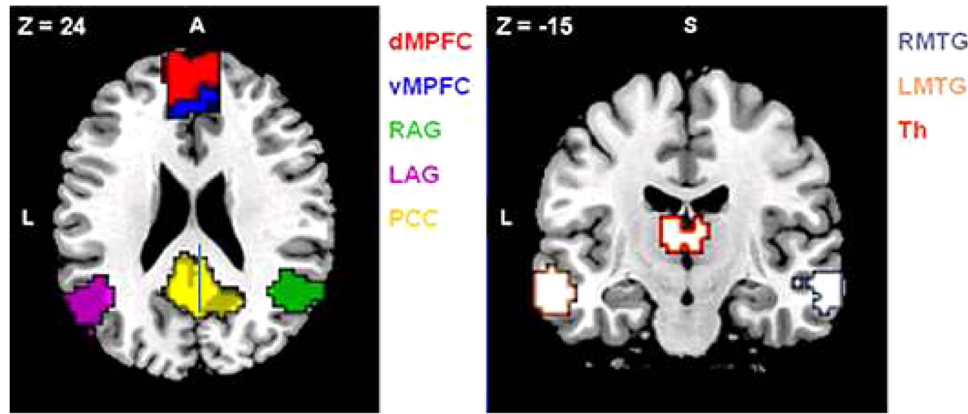 Z = 24
A
L
dMPFC
vMPFC
RAG
LAG
PCC
Z = -15
S
L
RMTG
LMTG
Th